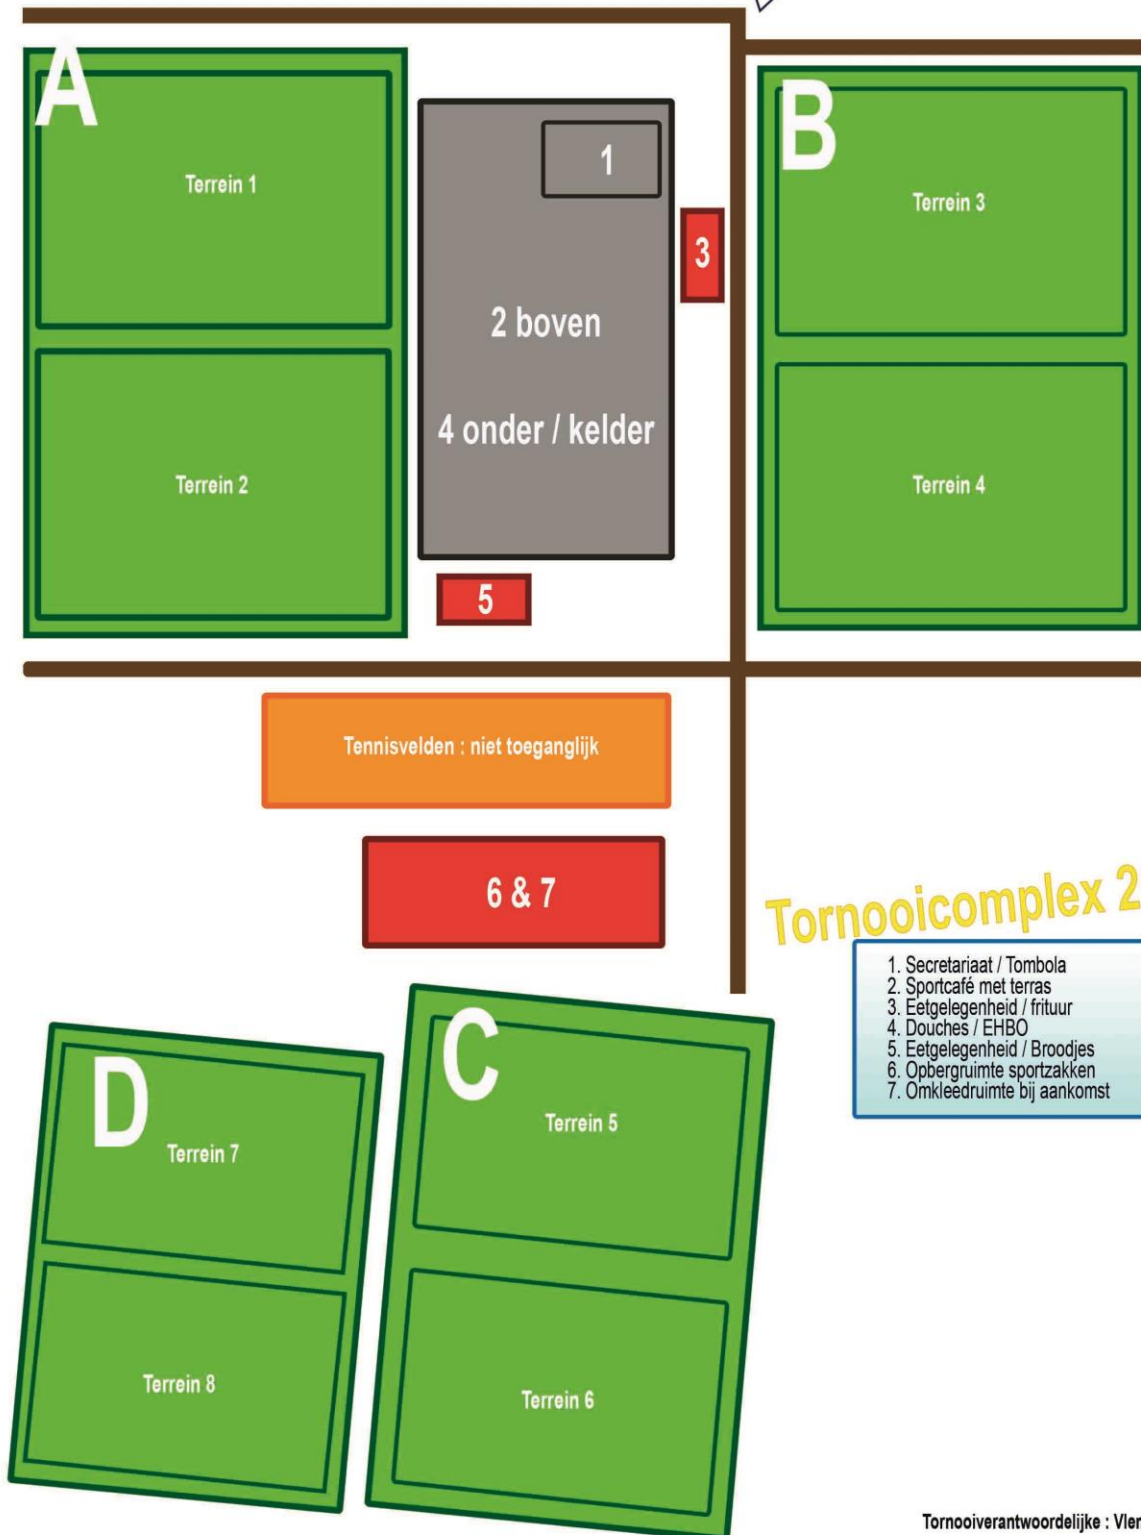 A
Terrein 1
Terrein 2
1
2 boven
4 onder / kelder
3
5
B
Terrein 3
Terrein 4
Tennisvelden : niet toeganglijk
6 & 7
Tornooicomplex 2
1. Secretariaat / Tombola
2. Sportcafé met terras
3. Eetgelegenheid / frituur
4. Douches / EHBO
5. Eetgelegenheid / Broodjes
6. Opbergruimte sportzakken
7. Omkleedruimte bij aankomst
D
Terrein 7
Terrein 8
C
Terrein 5
Terrein 6
Tornooiverantwoordelijke :